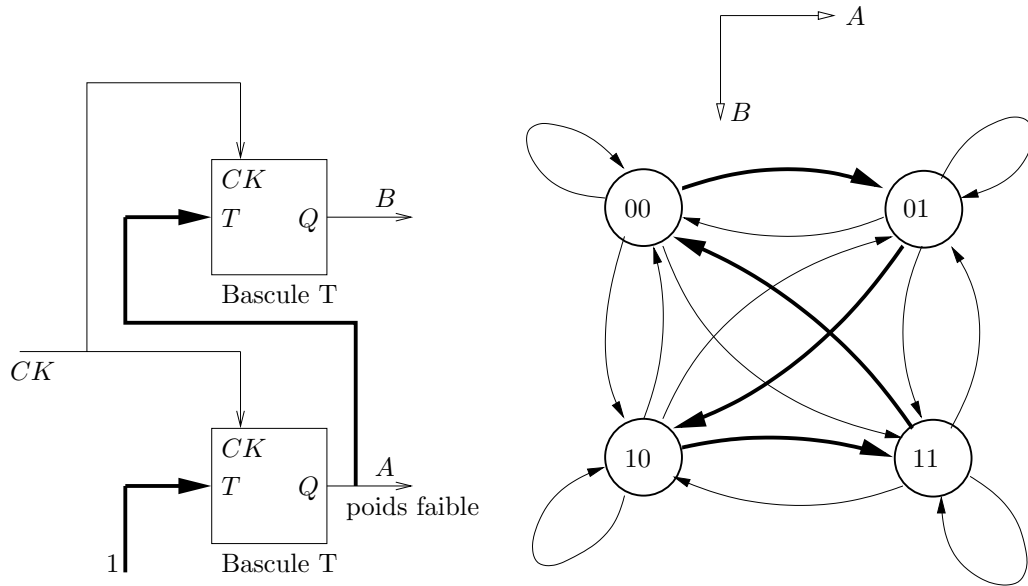 A
B
CK
T
Q
B
Bascule T
CK
CK
T
Q
A
poids faible
1
Bascule T
00
01
10
11